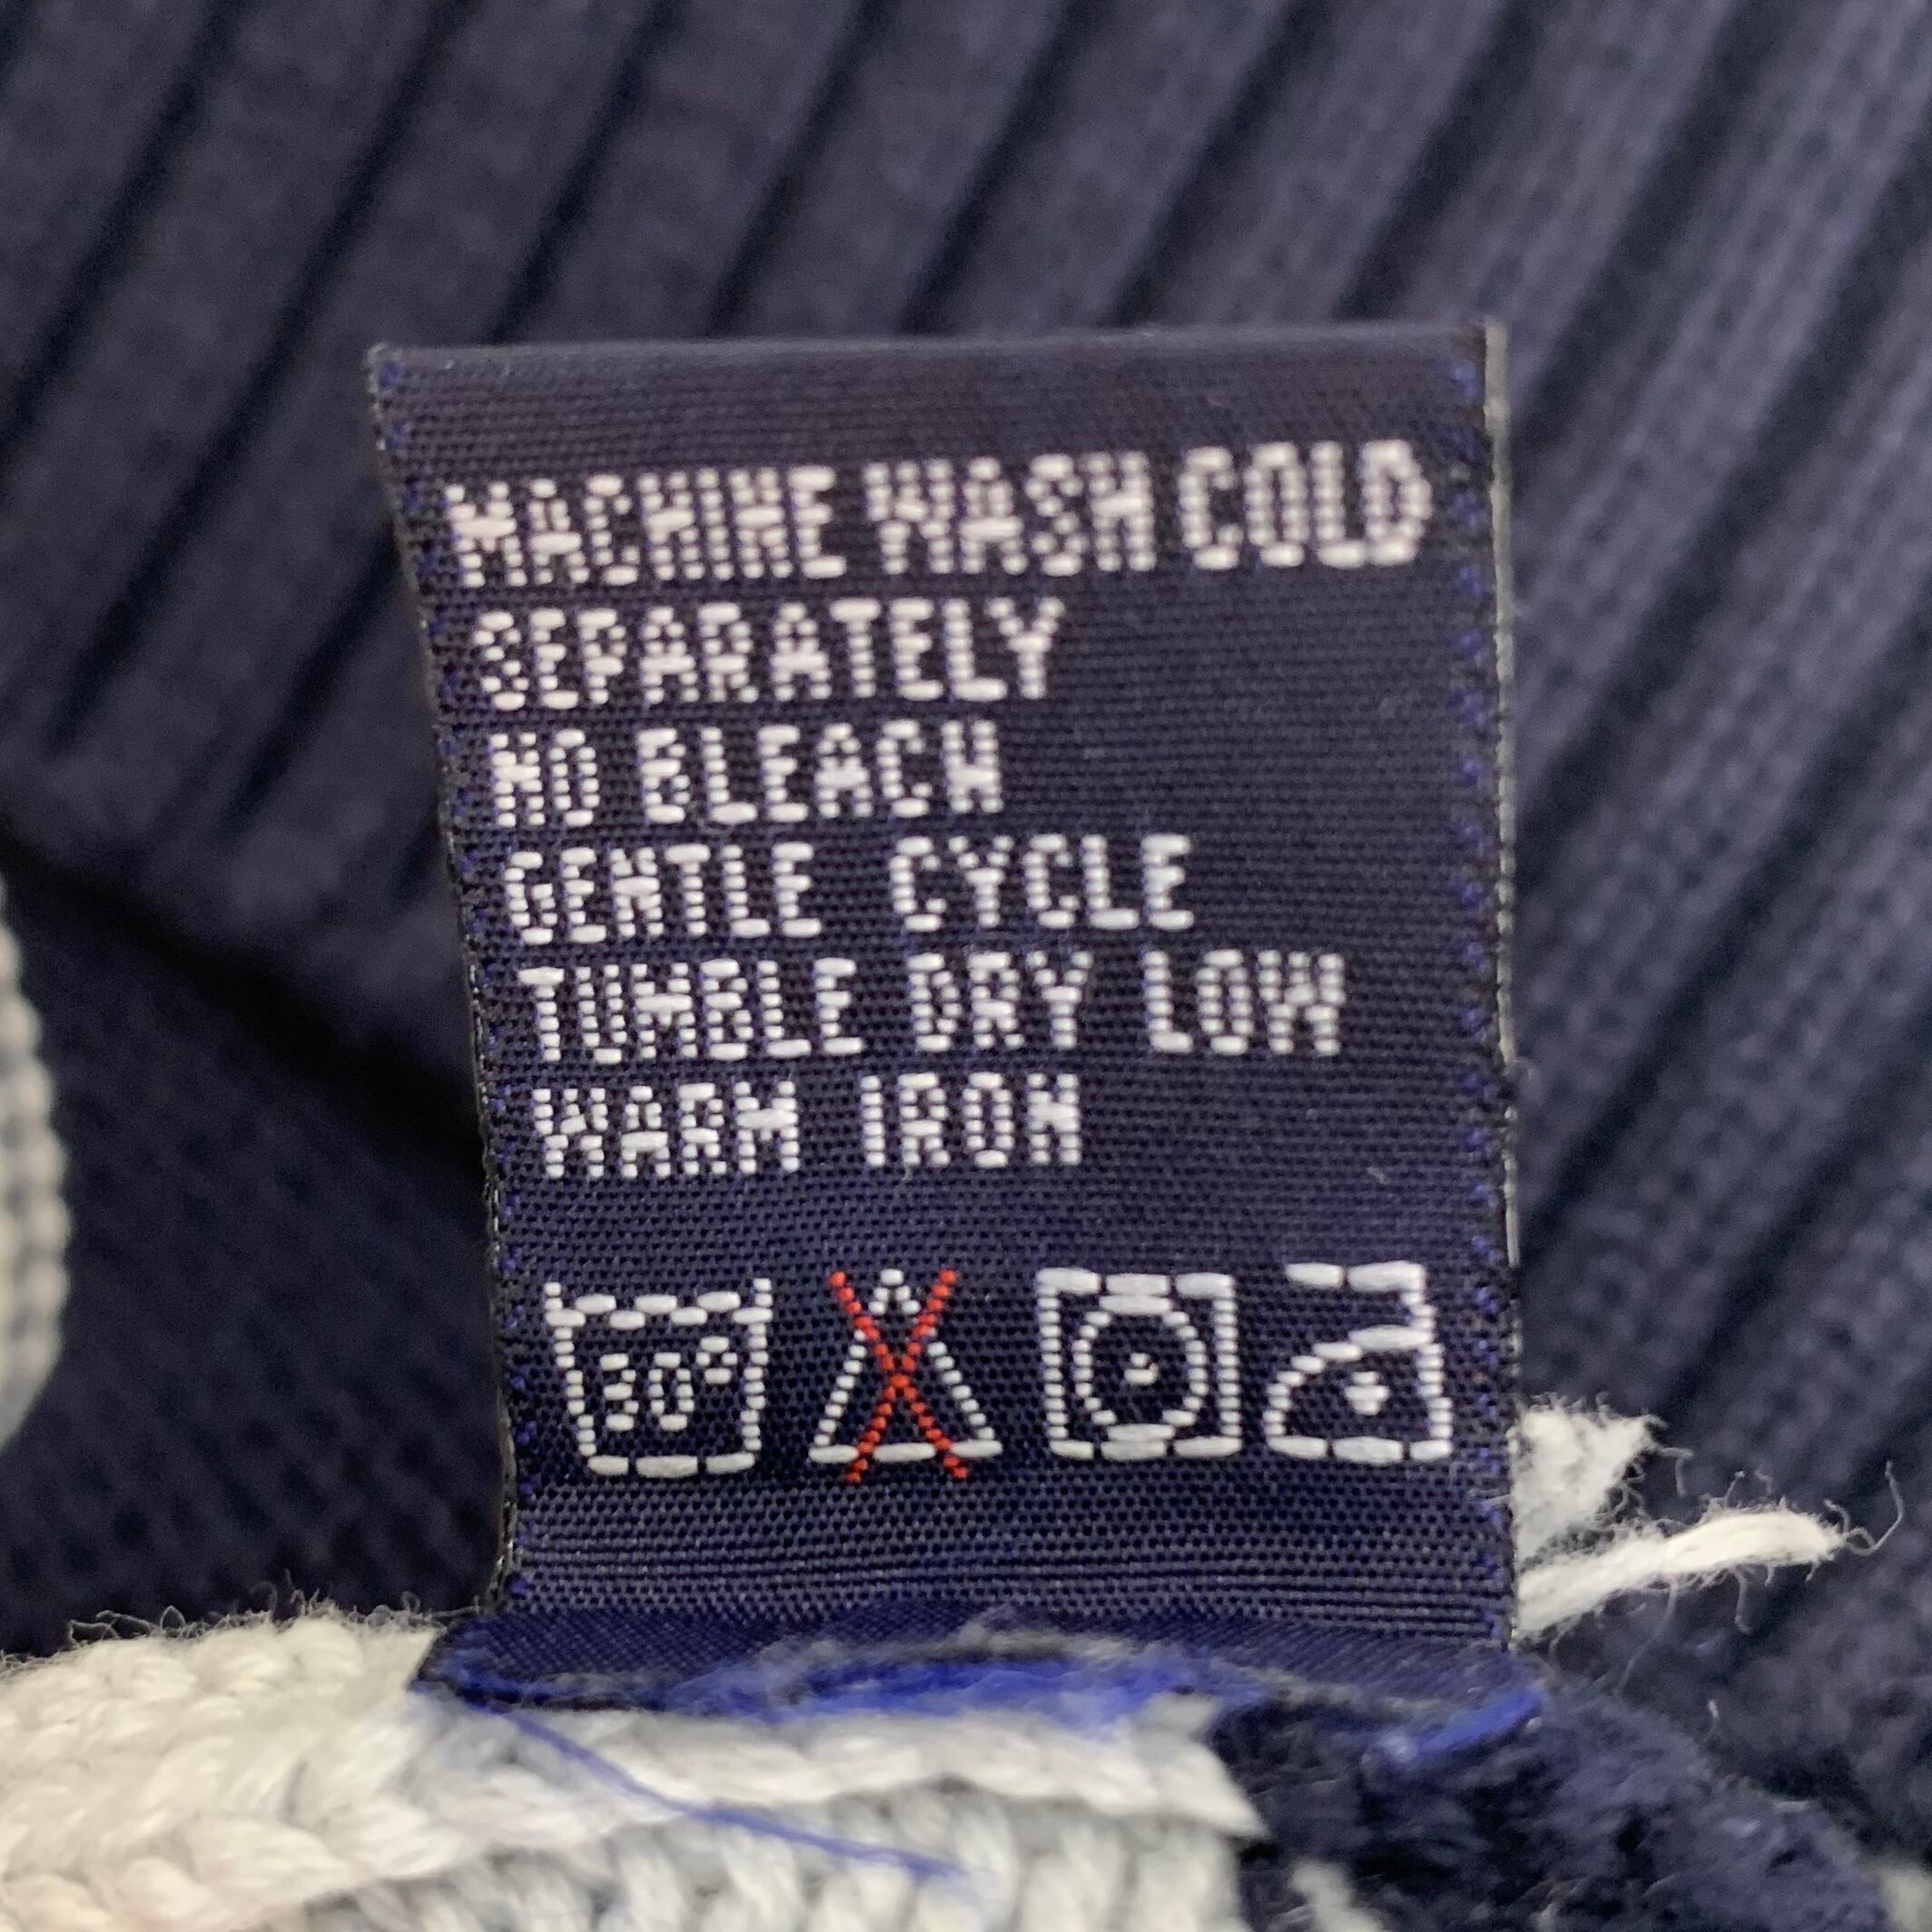 MACHINE WASH COLD
SEPARATELY
NO BLEACH
GENTLE CYCLE
TUMBLE DRY LOW
WARM IRON
30°